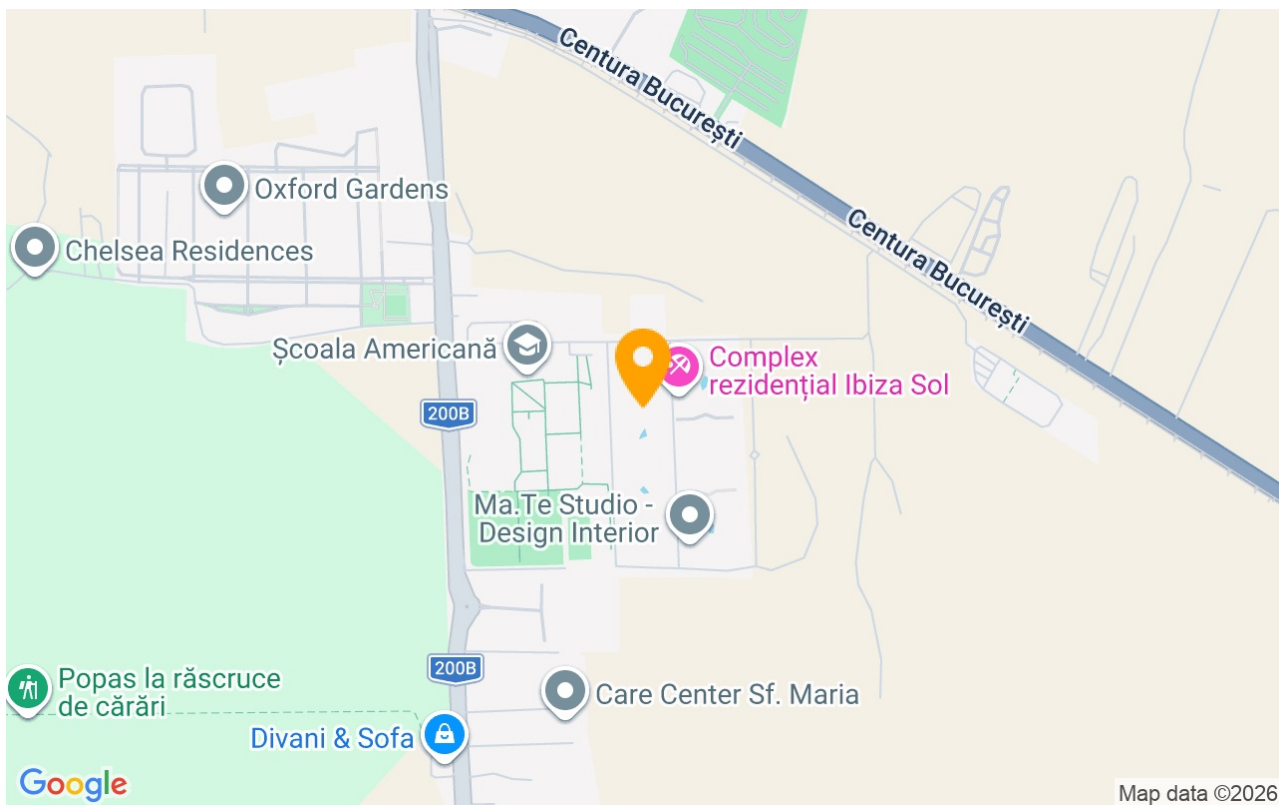 Centura București
Oxford Gardens
Chelsea Residences
Centura București
Școala Americană
Complex
rezidențial Ibiza Sol
200B
Ma.Te Studio -
Design Interior
200B
Popas la răscruce
de cărări
Care Center Sf. Maria
Divani & Sofa
Google
Map data ©2026